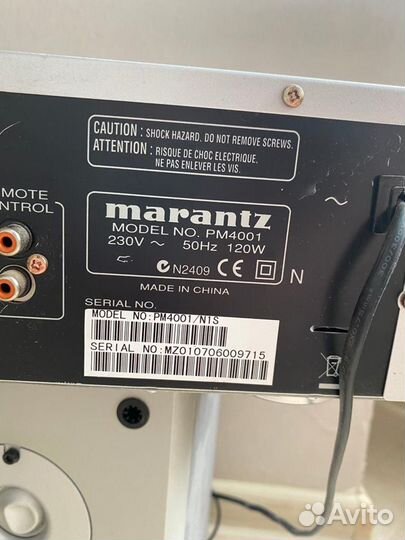 CAUTION : SHOCK HAZARD. DO NOT REMOVE SCREWS.
ATTENTION : RISQUE DE CHOC ELECTRIQUE.
NE PAS ENLEVER LES VIS.
MOTE
ONTROL
marantz
MODEL NO. PM4001
230V ~ 50Hz 120W
N2409 CE
N
MADE IN CHINA
SERIAL NO.
MODEL NO:PM4001/N1S
SERIAL NO:MZ010706009715
~
Avito